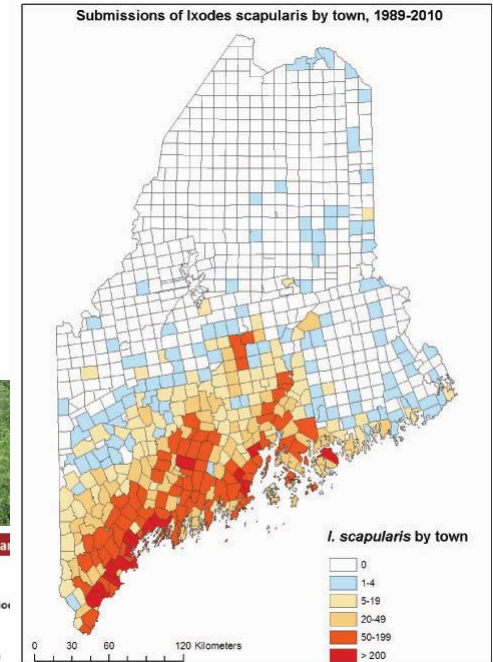 Submissions of Ixodes scapularis by town, 1989-2010
I. scapularis by town
0
1-4
5-19
20-49
50-199
> 200
0 30 60 120 Kilometers